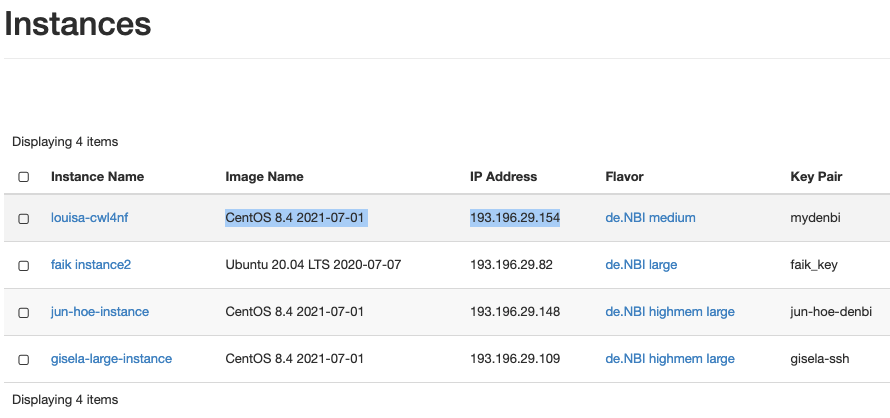 Instances
Displaying 4 items
Instance Name Image Name IP Address Flavor Key Pair
louisa-cwl4nf CentOS 8.4 2021-07-01 193.196.29.154 de.NBI medium mydenbi
faik instance2 Ubuntu 20.04 LTS 2020-07-07 193.196.29.82 de.NBI large faik_key
jun-hoe-instance CentOS 8.4 2021-07-01 193.196.29.148 de.NBI highmem large jun-hoe-denbi
gisela-large-instance CentOS 8.4 2021-07-01 193.196.29.109 de.NBI highmem large gisela-ssh
Displaying 4 items